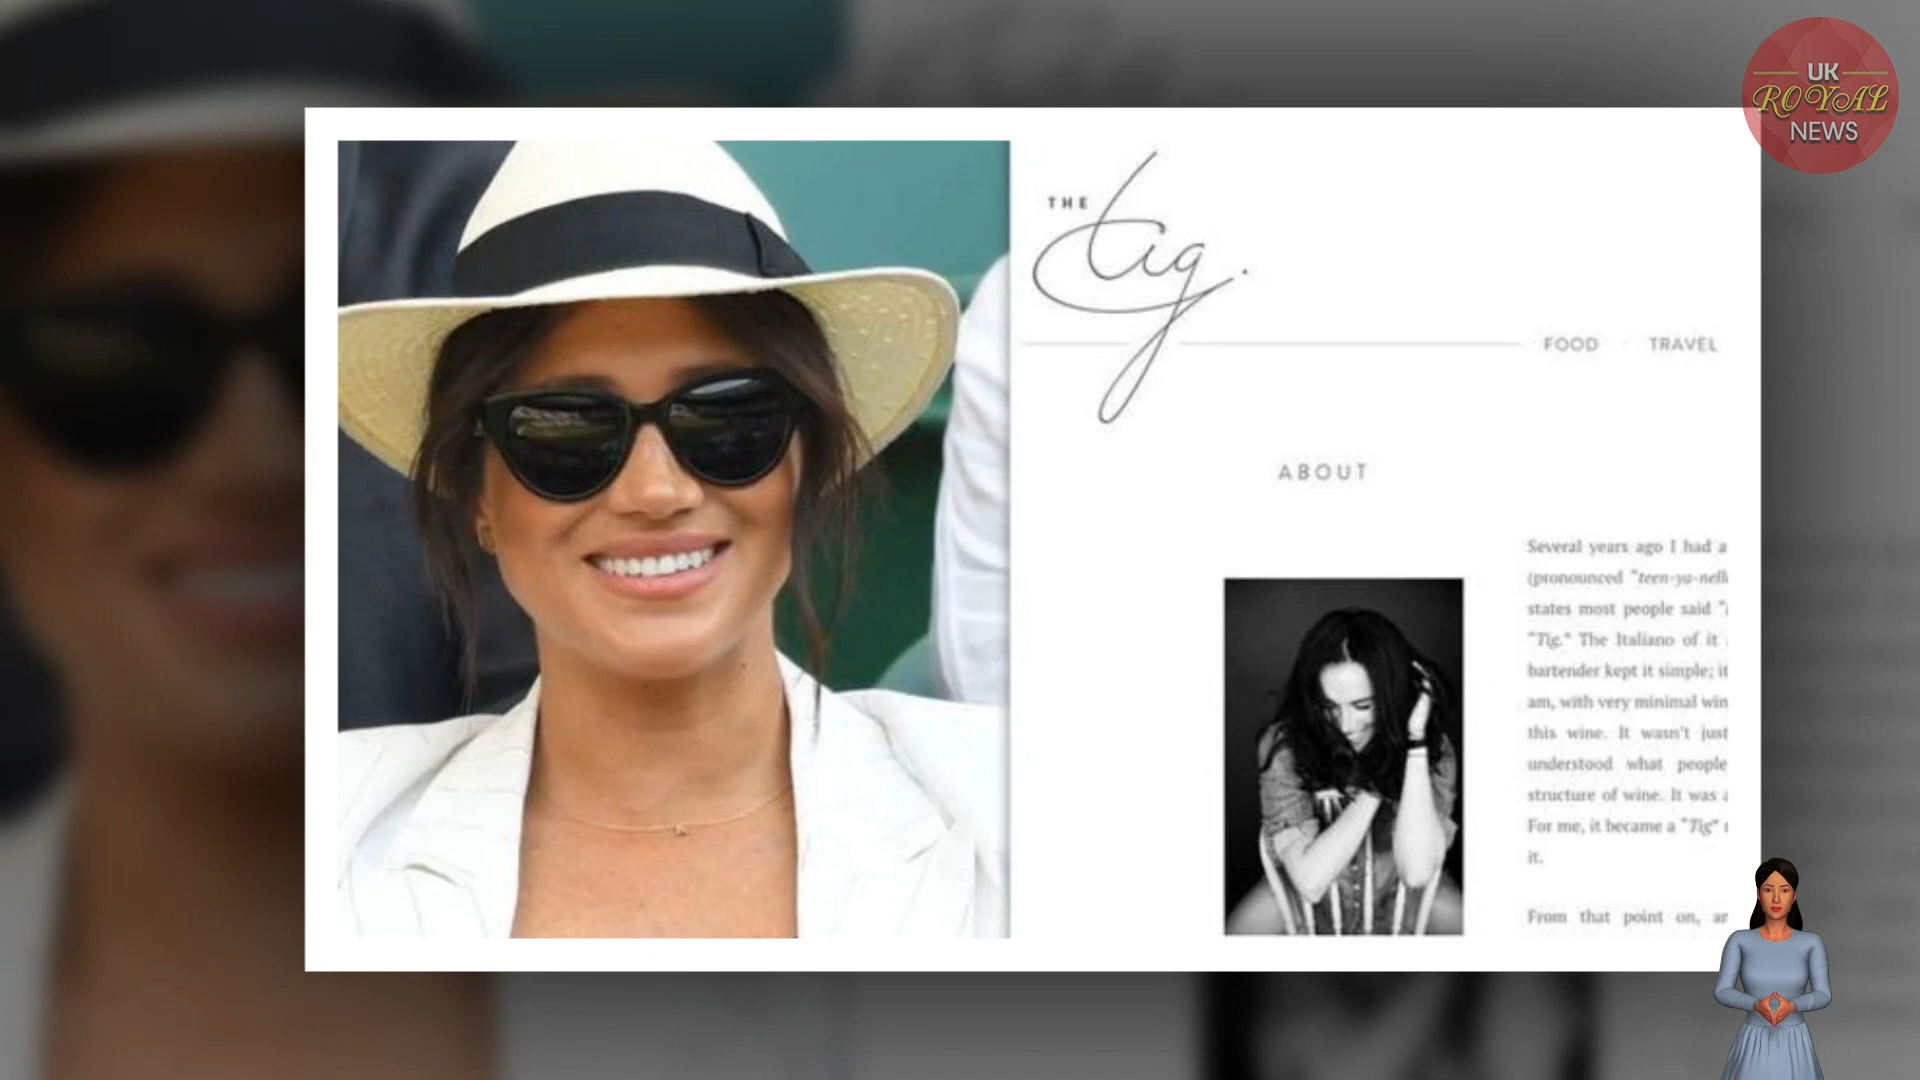 UK
ROYAL
NEWS
THE
tig.
FOOD · TRAVEL
ABOUT
Several years ago I had a
(pronounced "teen-ya-nell
states most people said "
"Tig." The Italiano of it
bartender kept it simple; it
am, with very minimal win
this wine. It wasn't just
understood what people
structure of wine. It was a
For me, it became a "Tig"
it.
From that point on, ar